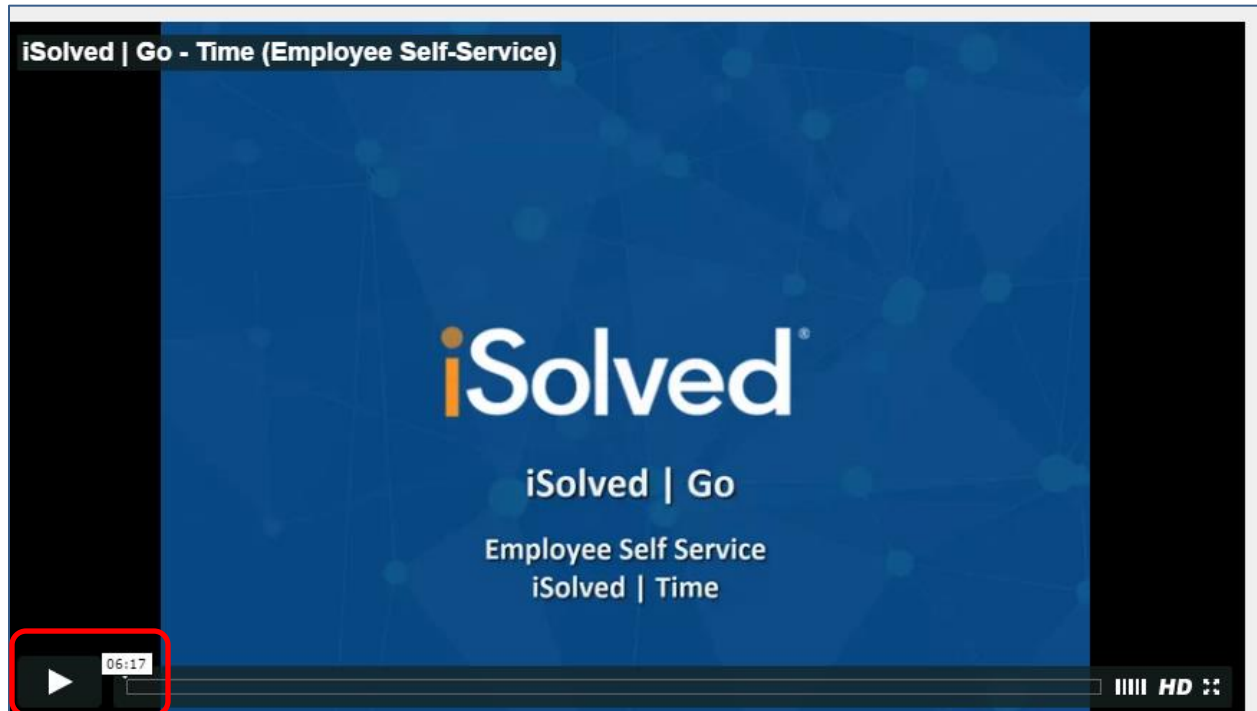 iSolved | Go - Time (Employee Self-Service)
iSolved®
iSolved | Go
Employee Self Service
iSolved | Time
06:17
HD